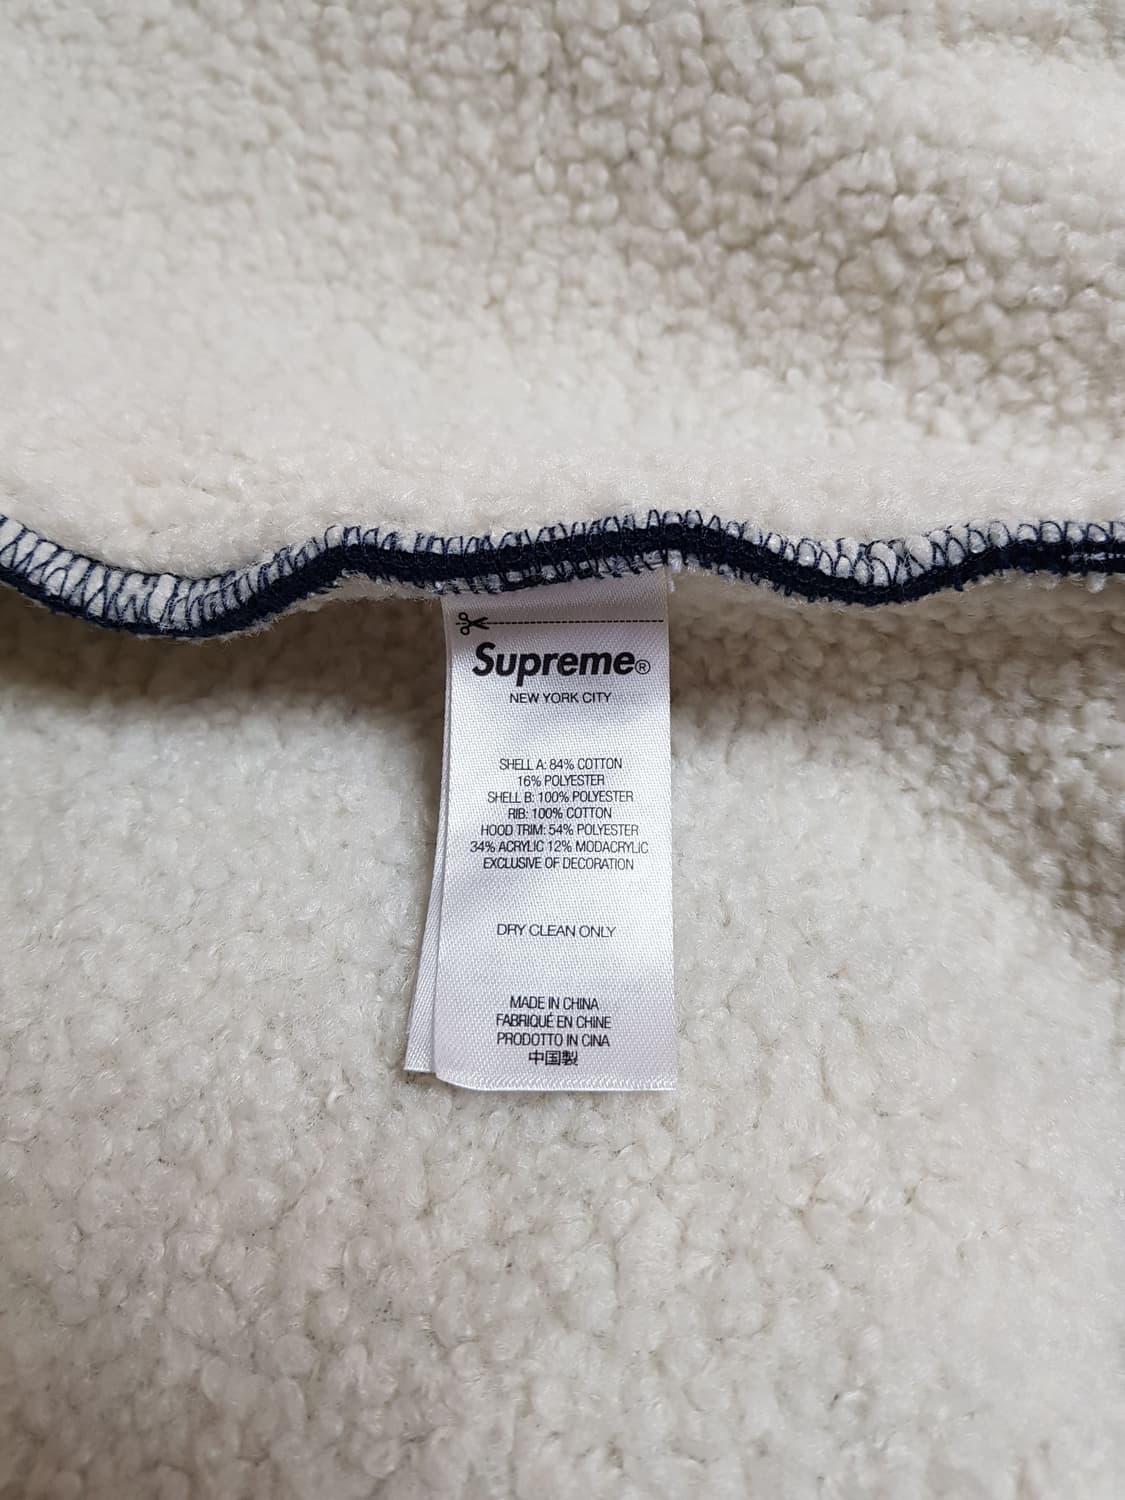 Supreme®
NEW YORK CITY
SHELL A: 84% COTTON
16% POLYESTER
SHELL B: 100% POLYESTER
RIB: 100% COTTON
HOOD TRIM: 54% POLYESTER
34% ACRYLIC 12% MODACRYLIC
EXCLUSIVE OF DECORATION
DRY CLEAN ONLY
MADE IN CHINA
FABRIQUÉ EN CHINE
PRODOTTO IN CINA
中国製